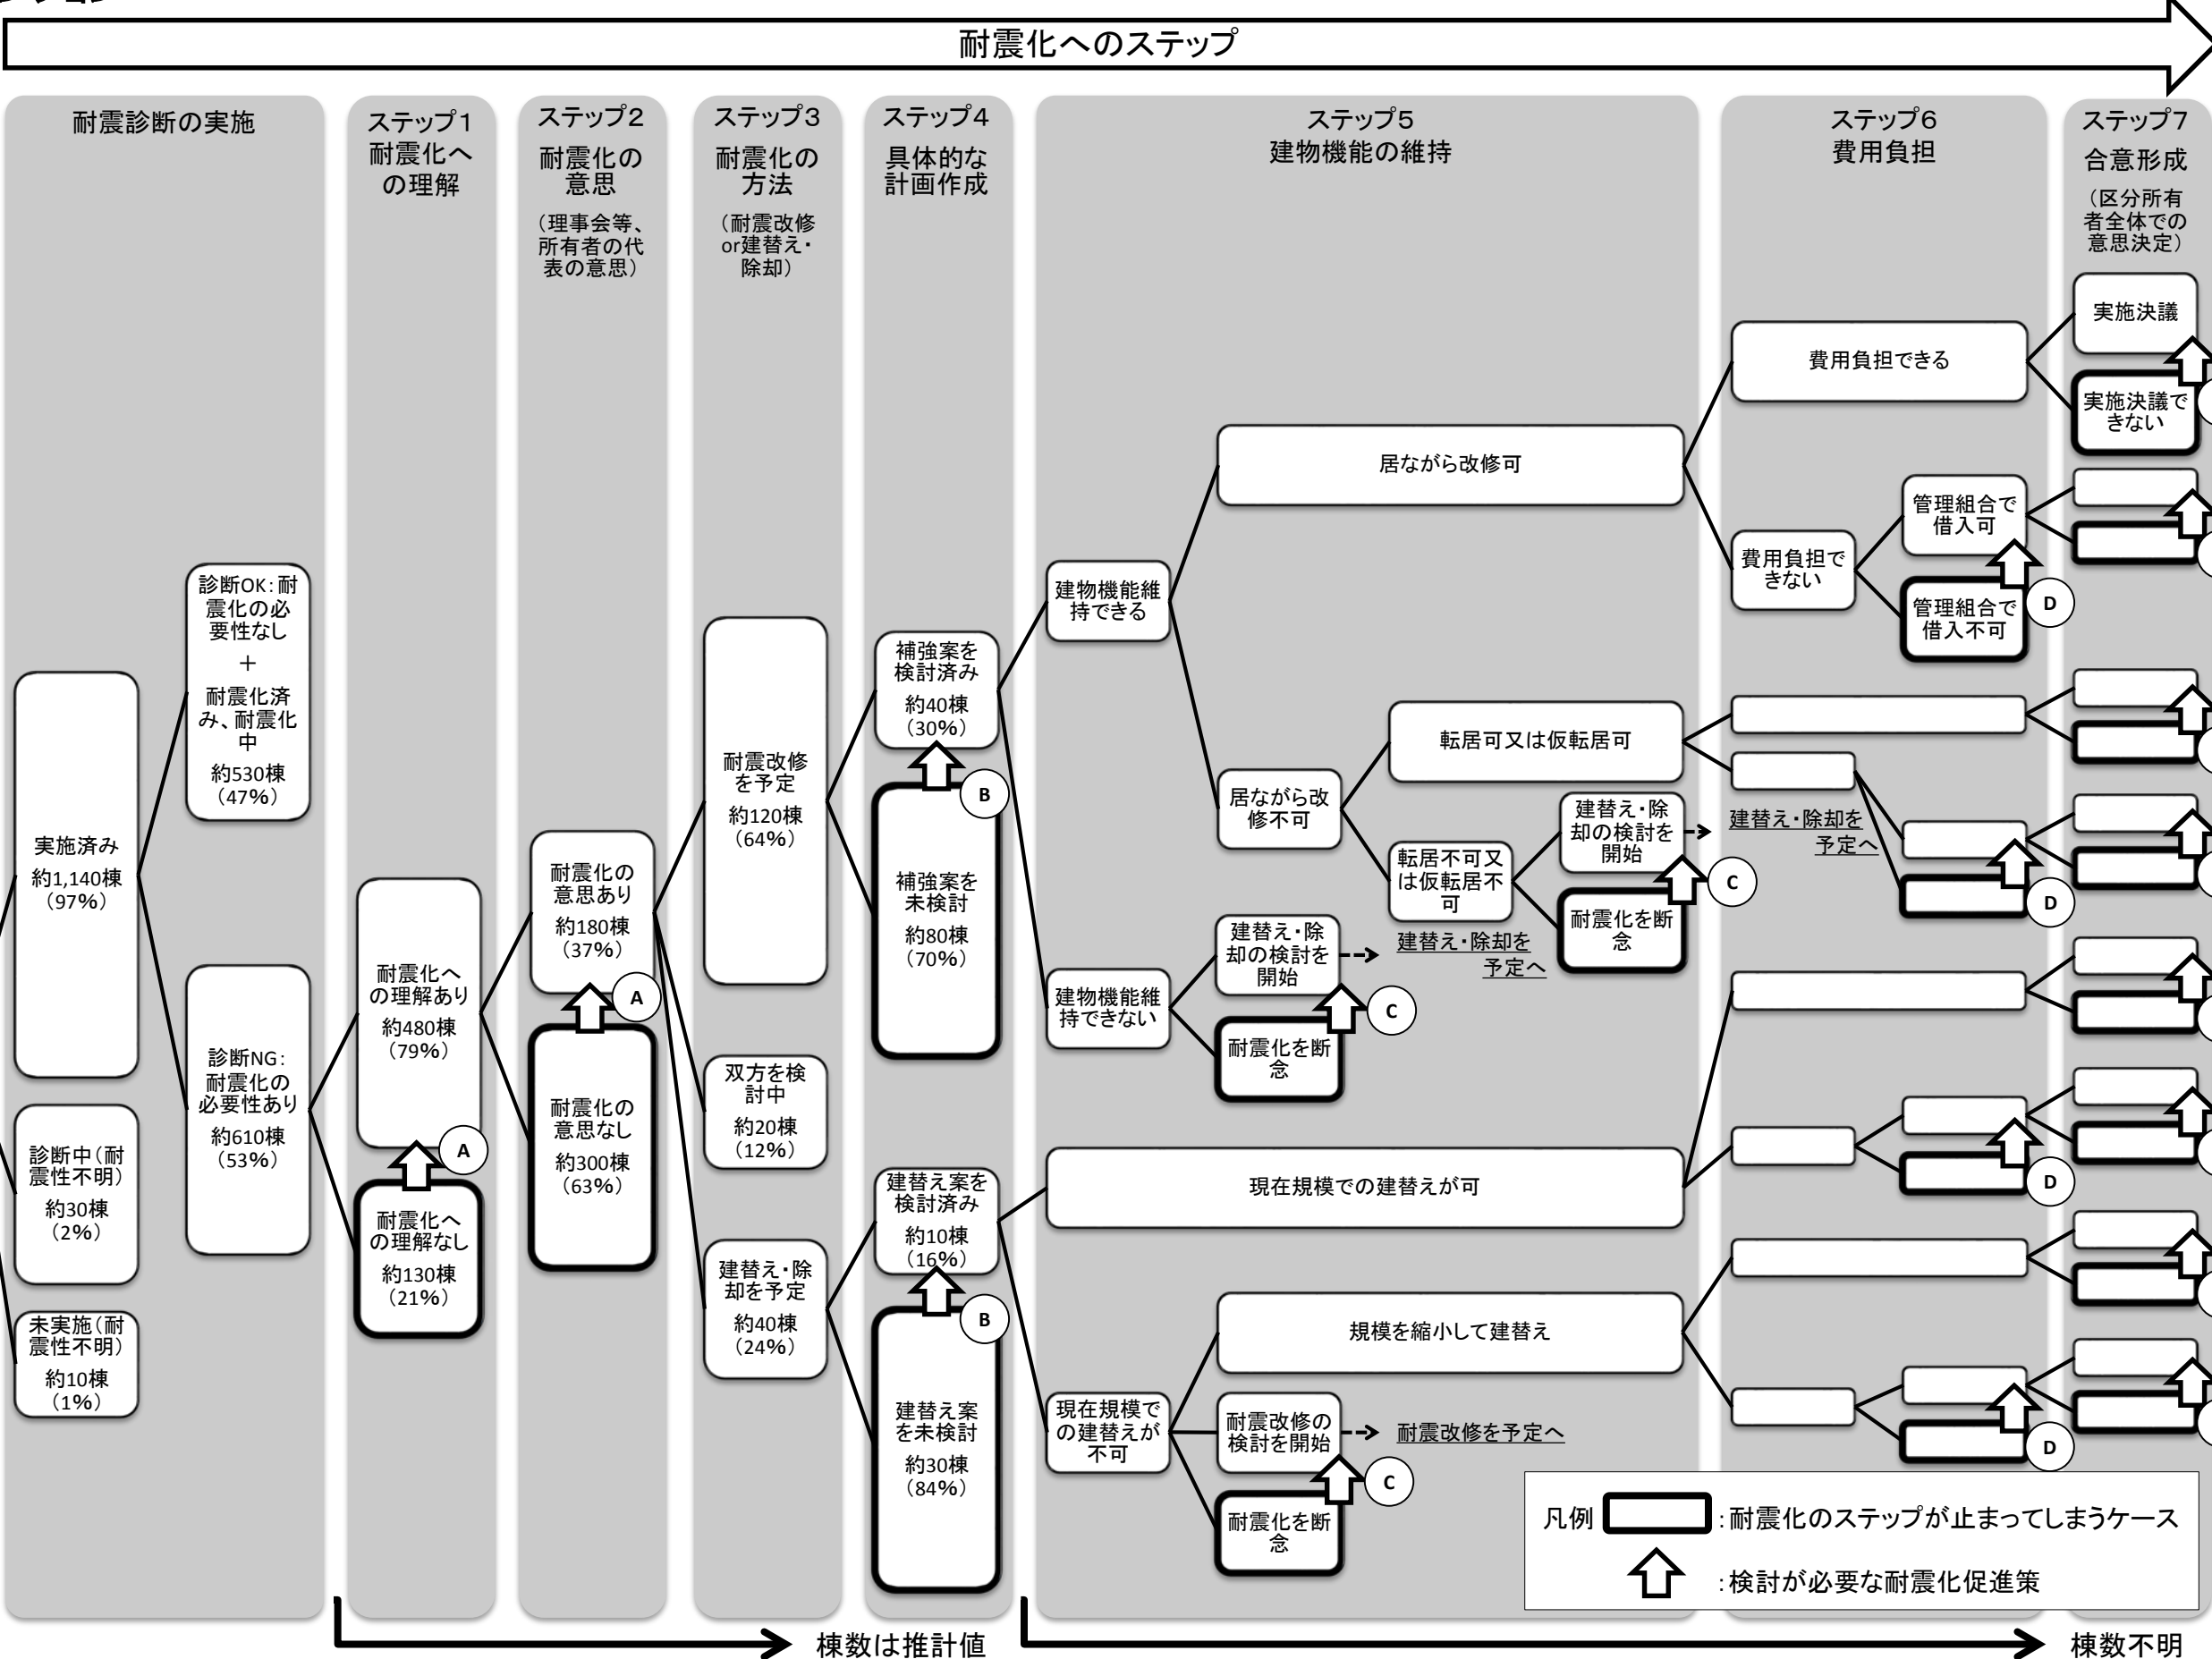 耐震化へのステップ
耐震診断の実施
ステップ1
耐震化へ
の理解
ステップ2
耐震化の
意思
（理事会等、
所有者の代
表の意思）
ステップ3
耐震化の
方法
（耐震改修
or建替え・
除却）
ステップ4
具体的な
計画作成
ステップ5
建物機能の維持
ステップ6
費用負担
ステップ7
合意形成
（区分所有
者全体での
意思決定）
実施済み
約1,140棟
（97%）
診断中（耐
震性不明）
約30棟
（2%）
未実施（耐
震性不明）
約10棟
（1%）
診断OK：耐
震化の必
要性なし
＋
耐震化済
み、耐震化
中
約530棟
（47%）
診断NG：
耐震化の
必要性あり
約610棟
（53%）
耐震化へ
の理解あり
約480棟
（79%）
A
耐震化へ
の理解なし
約130棟
（21%）
耐震化の
意思あり
約180棟
（37%）
A
耐震化の
意思なし
約300棟
（63%）
耐震改修
を予定
約120棟
（64%）
双方を検
討中
約20棟
（12%）
建替え・除
却を予定
約40棟
（24%）
補強案を
検討済み
約40棟
（30%）
B
補強案を
未検討
約80棟
（70%）
建替え案を
検討済み
約10棟
（16%）
B
建替え案
を未検討
約30棟
（84%）
建物機能維
持できる
居ながら改修可
居ながら改
修不可
転居可又は仮転居可
転居不可又
は仮転居不
可
建替え・除
却の検討を
開始
建替え・除却を
予定へ
C
耐震化を断
念
建物機能維
持できない
建替え・除
却の検討を
開始
建替え・除却を
予定へ
C
耐震化を断
念
現在規模での建替えが可
現在規模で
の建替えが
不可
規模を縮小して建替え
耐震改修の
検討を開始
耐震改修を予定へ
C
耐震化を断
念
費用負担できる
費用負担で
きない
管理組合で
借入可
管理組合で
借入不可
D
D
D
D
実施決議
実施決議で
きない
凡例
：耐震化のステップが止まってしまうケース
：検討が必要な耐震化促進策
棟数は推計値
棟数不明